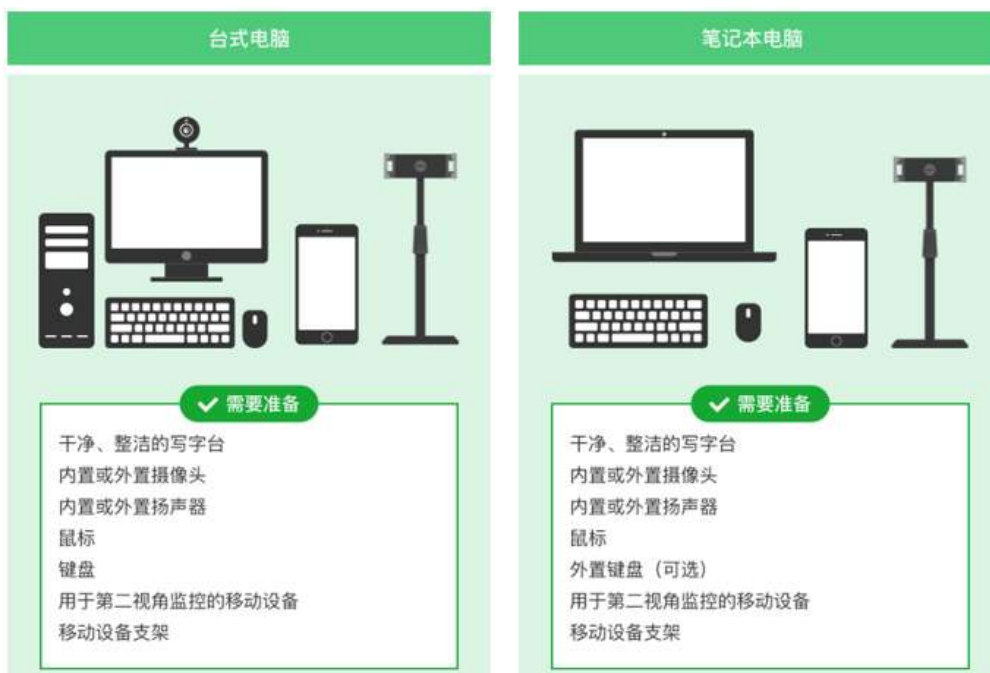 台式电脑
需要准备
干净、整洁的写字台
内置或外置摄像头
内置或外置扬声器
鼠标
键盘
用于第二视角监控的移动设备
移动设备支架
笔记本电脑
需要准备
干净、整洁的写字台
内置或外置摄像头
内置或外置扬声器
鼠标
外置键盘（可选）
用于第二视角监控的移动设备
移动设备支架